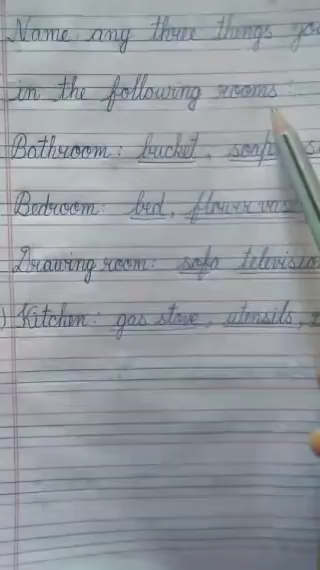 Name any three things you
in the following rooms :
Bathroom : bucket, soap
Bedroom : bed, flower vase
Drawing room : sofa television
Kitchen : gas stove, utensils,